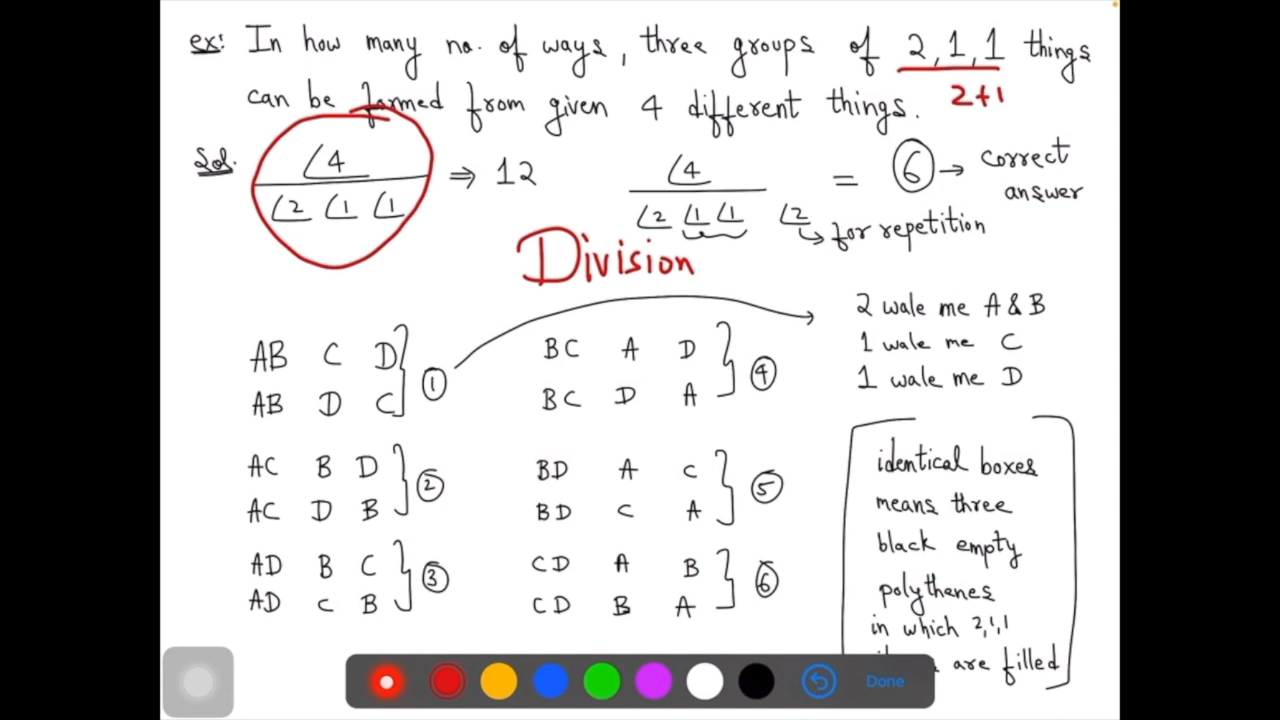 ex: In how many no. of ways, three groups of 2, 1, 1 things
2+1
can be formed from given 4 different things.
Sol. ∠4 / ∠2 ∠1 ∠1 ⇒ 12 ∠4 / ∠2 ∠1 ∠1 ∠2 = 6 → correct answer
↳ for repetition
Division
2 wale me A & B
1 wale me C
1 wale me D
AB C D
AB D C } 1
AC B D
AC D B } 2
AD B C
AD C B } 3
BC A D
BC D A } 4
BD A C
BD C A } 5
CD A B
CD B A } 6
identical boxes
means three
black empty
polythenes
in which 2,1,1
are filled
Done